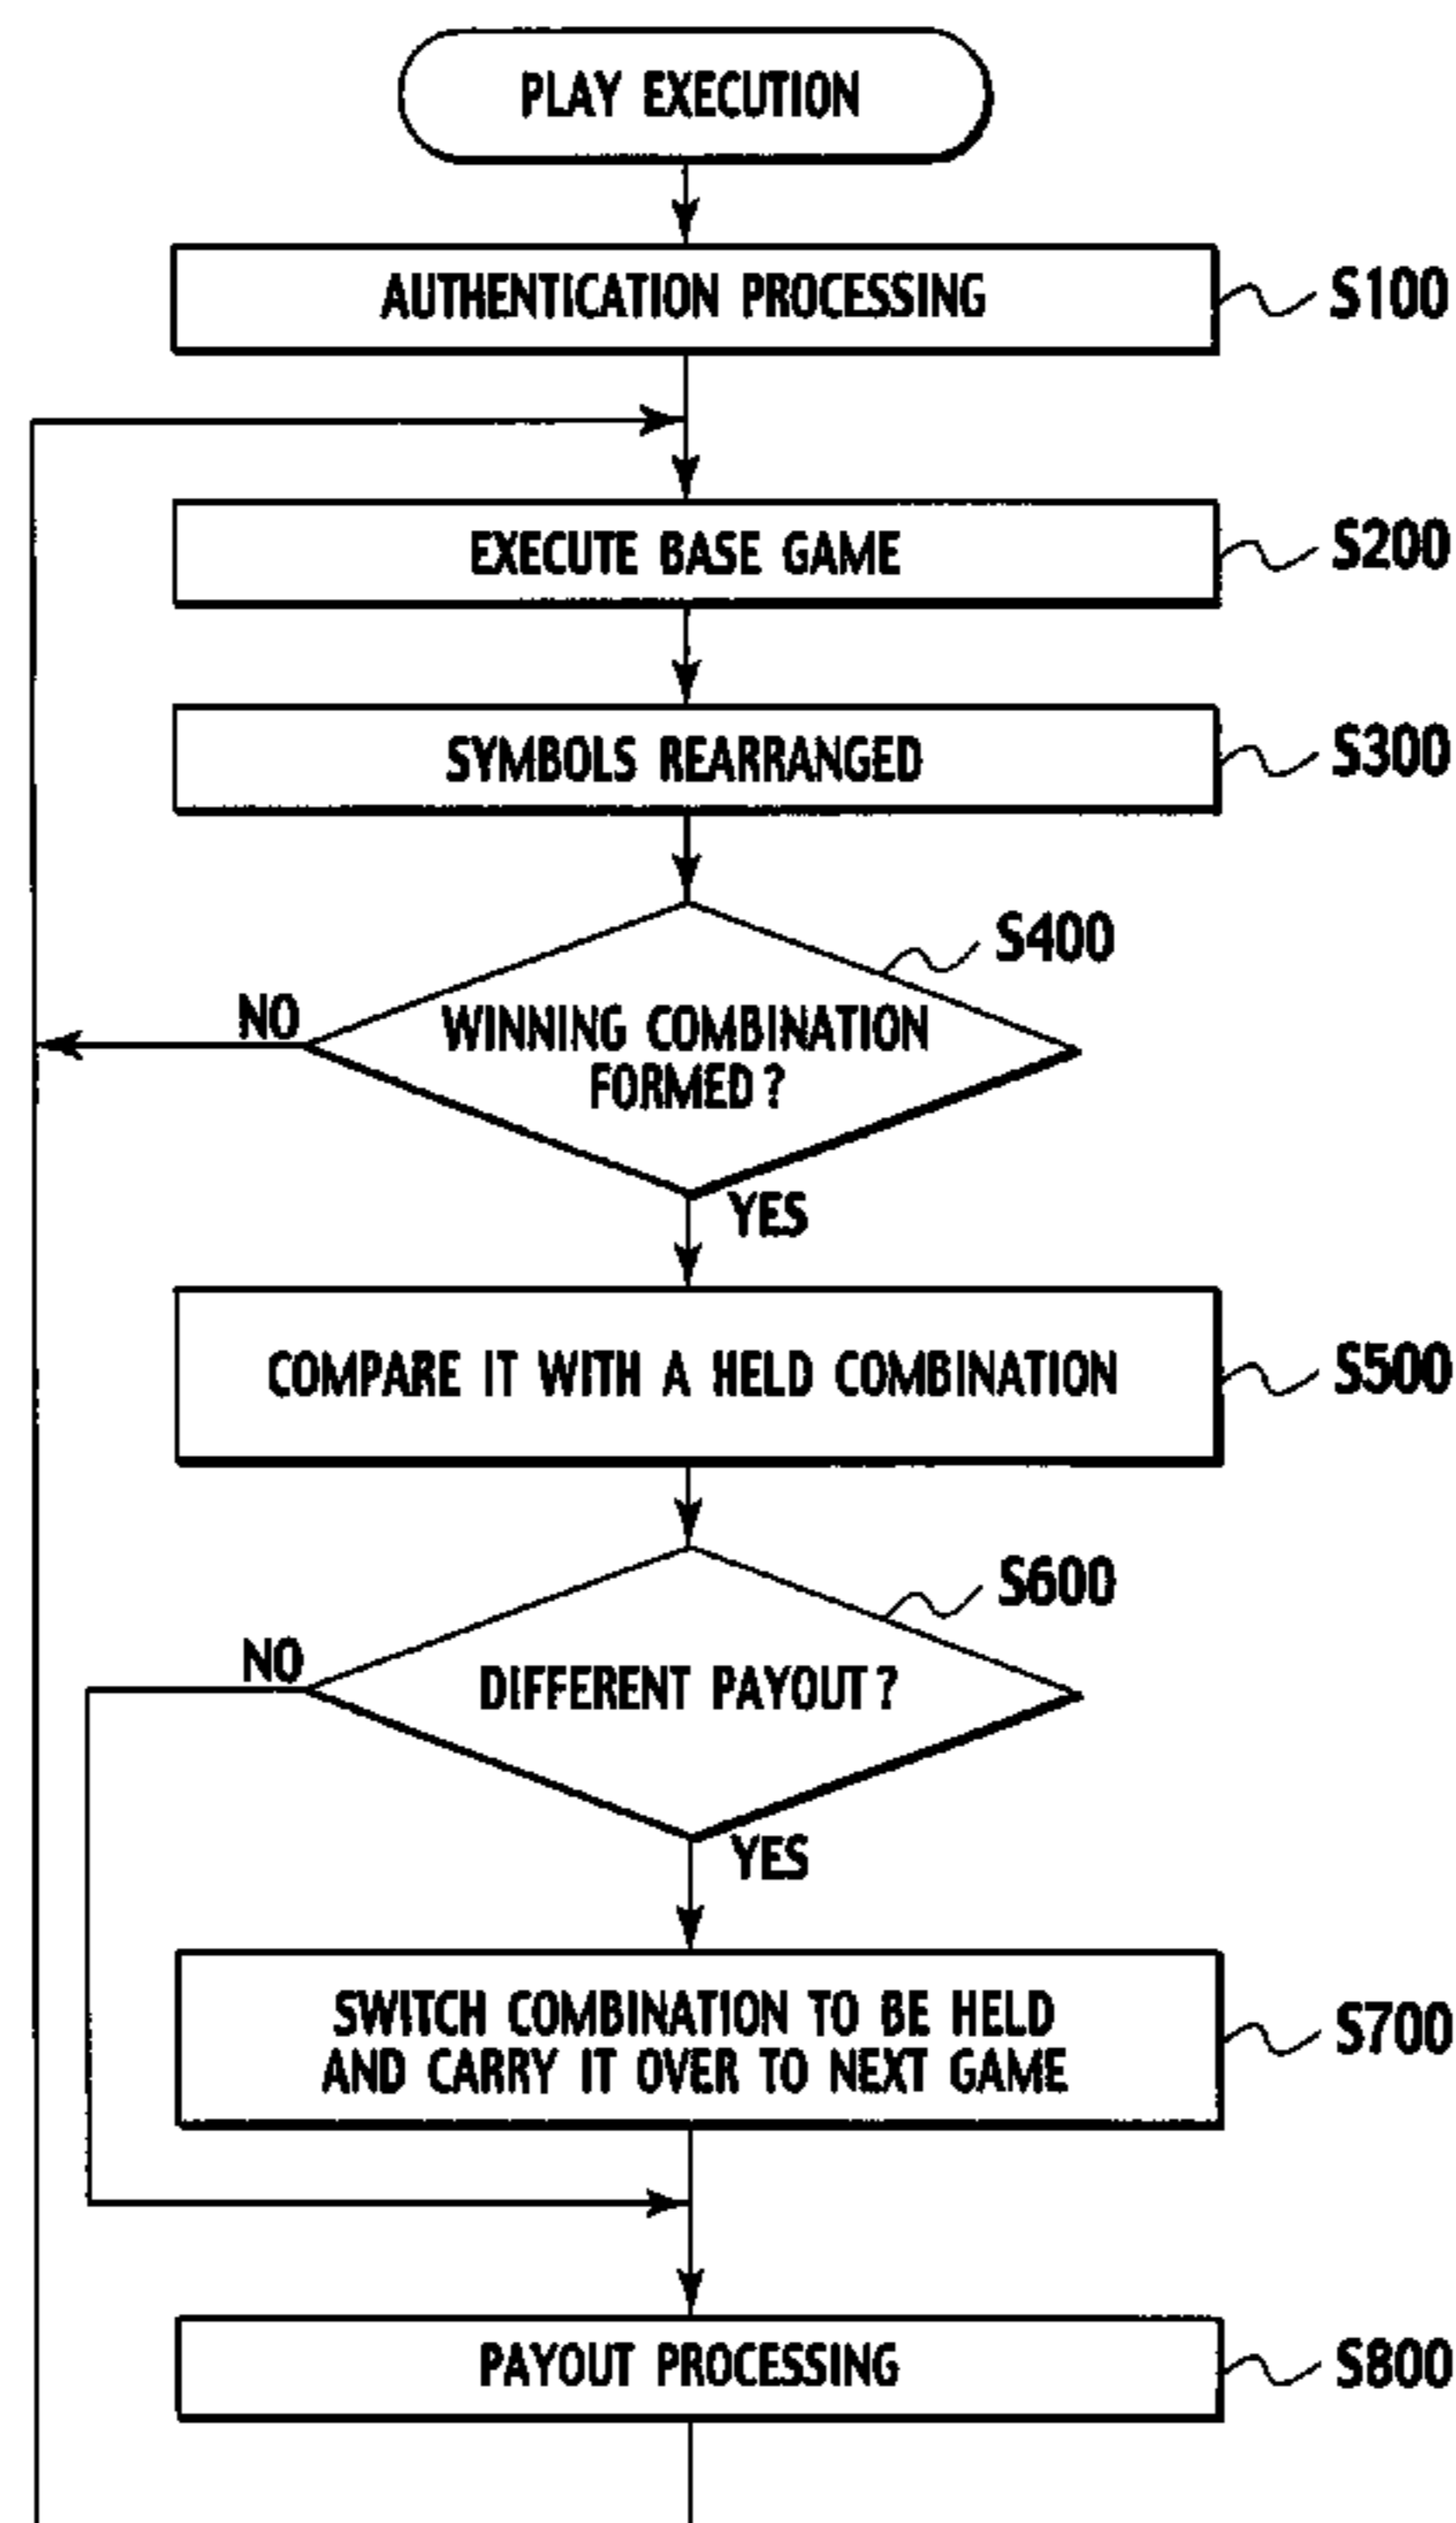 PLAY EXECUTION
AUTHENTICATION PROCESSING
S100
EXECUTE BASE GAME
S200
SYMBOLS REARRANGED
S300
S400
NO
WINNING COMBINATION
FORMED?
YES
COMPARE IT WITH A HELD COMBINATION
S500
S600
NO
DIFFERENT PAYOUT?
YES
SWITCH COMBINATION TO BE HELD
AND CARRY IT OVER TO NEXT GAME
S700
PAYOUT PROCESSING
S800